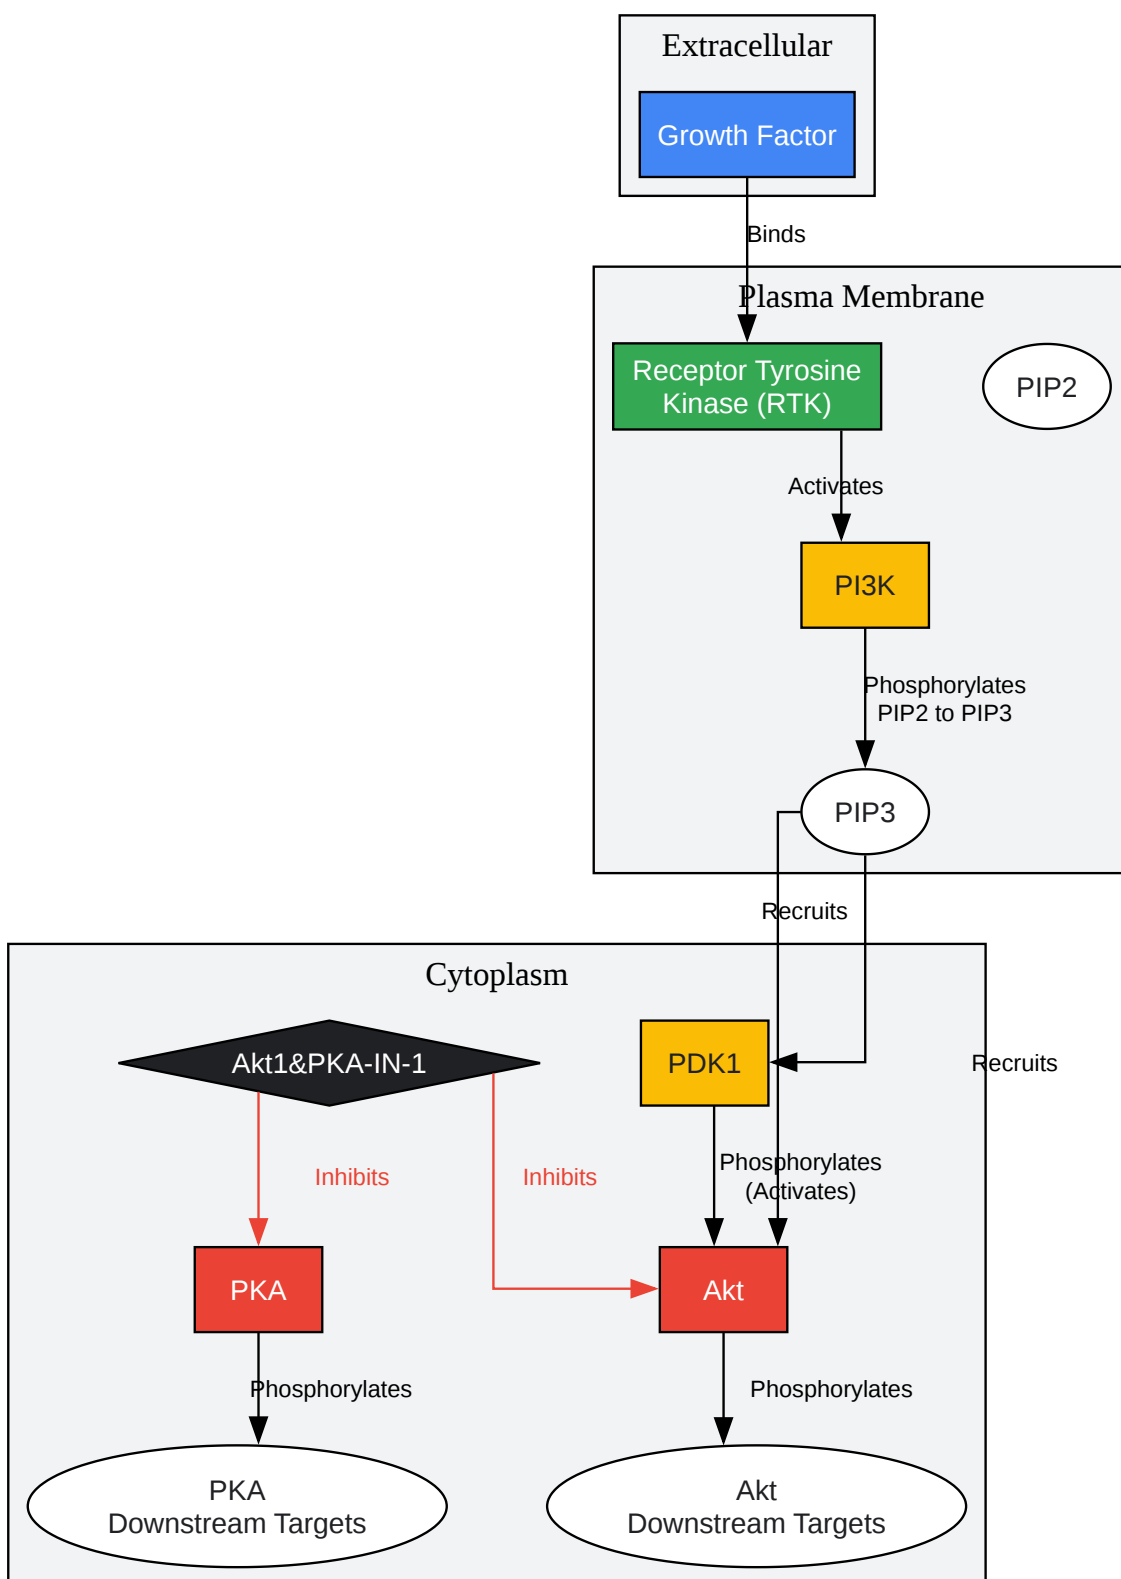 Extracellular
Growth Factor
Binds
Plasma Membrane
Receptor Tyrosine
Kinase (RTK)
PIP2
Activates
PI3K
Phosphorylates
PIP2 to PIP3
PIP3
Recruits
Cytoplasm
Akt1&PKA-IN-1
PDK1
Recruits
Inhibits
Inhibits
Phosphorylates
(Activates)
PKA
Akt
Phosphorylates
Phosphorylates
PKA
Downstream Targets
Akt
Downstream Targets